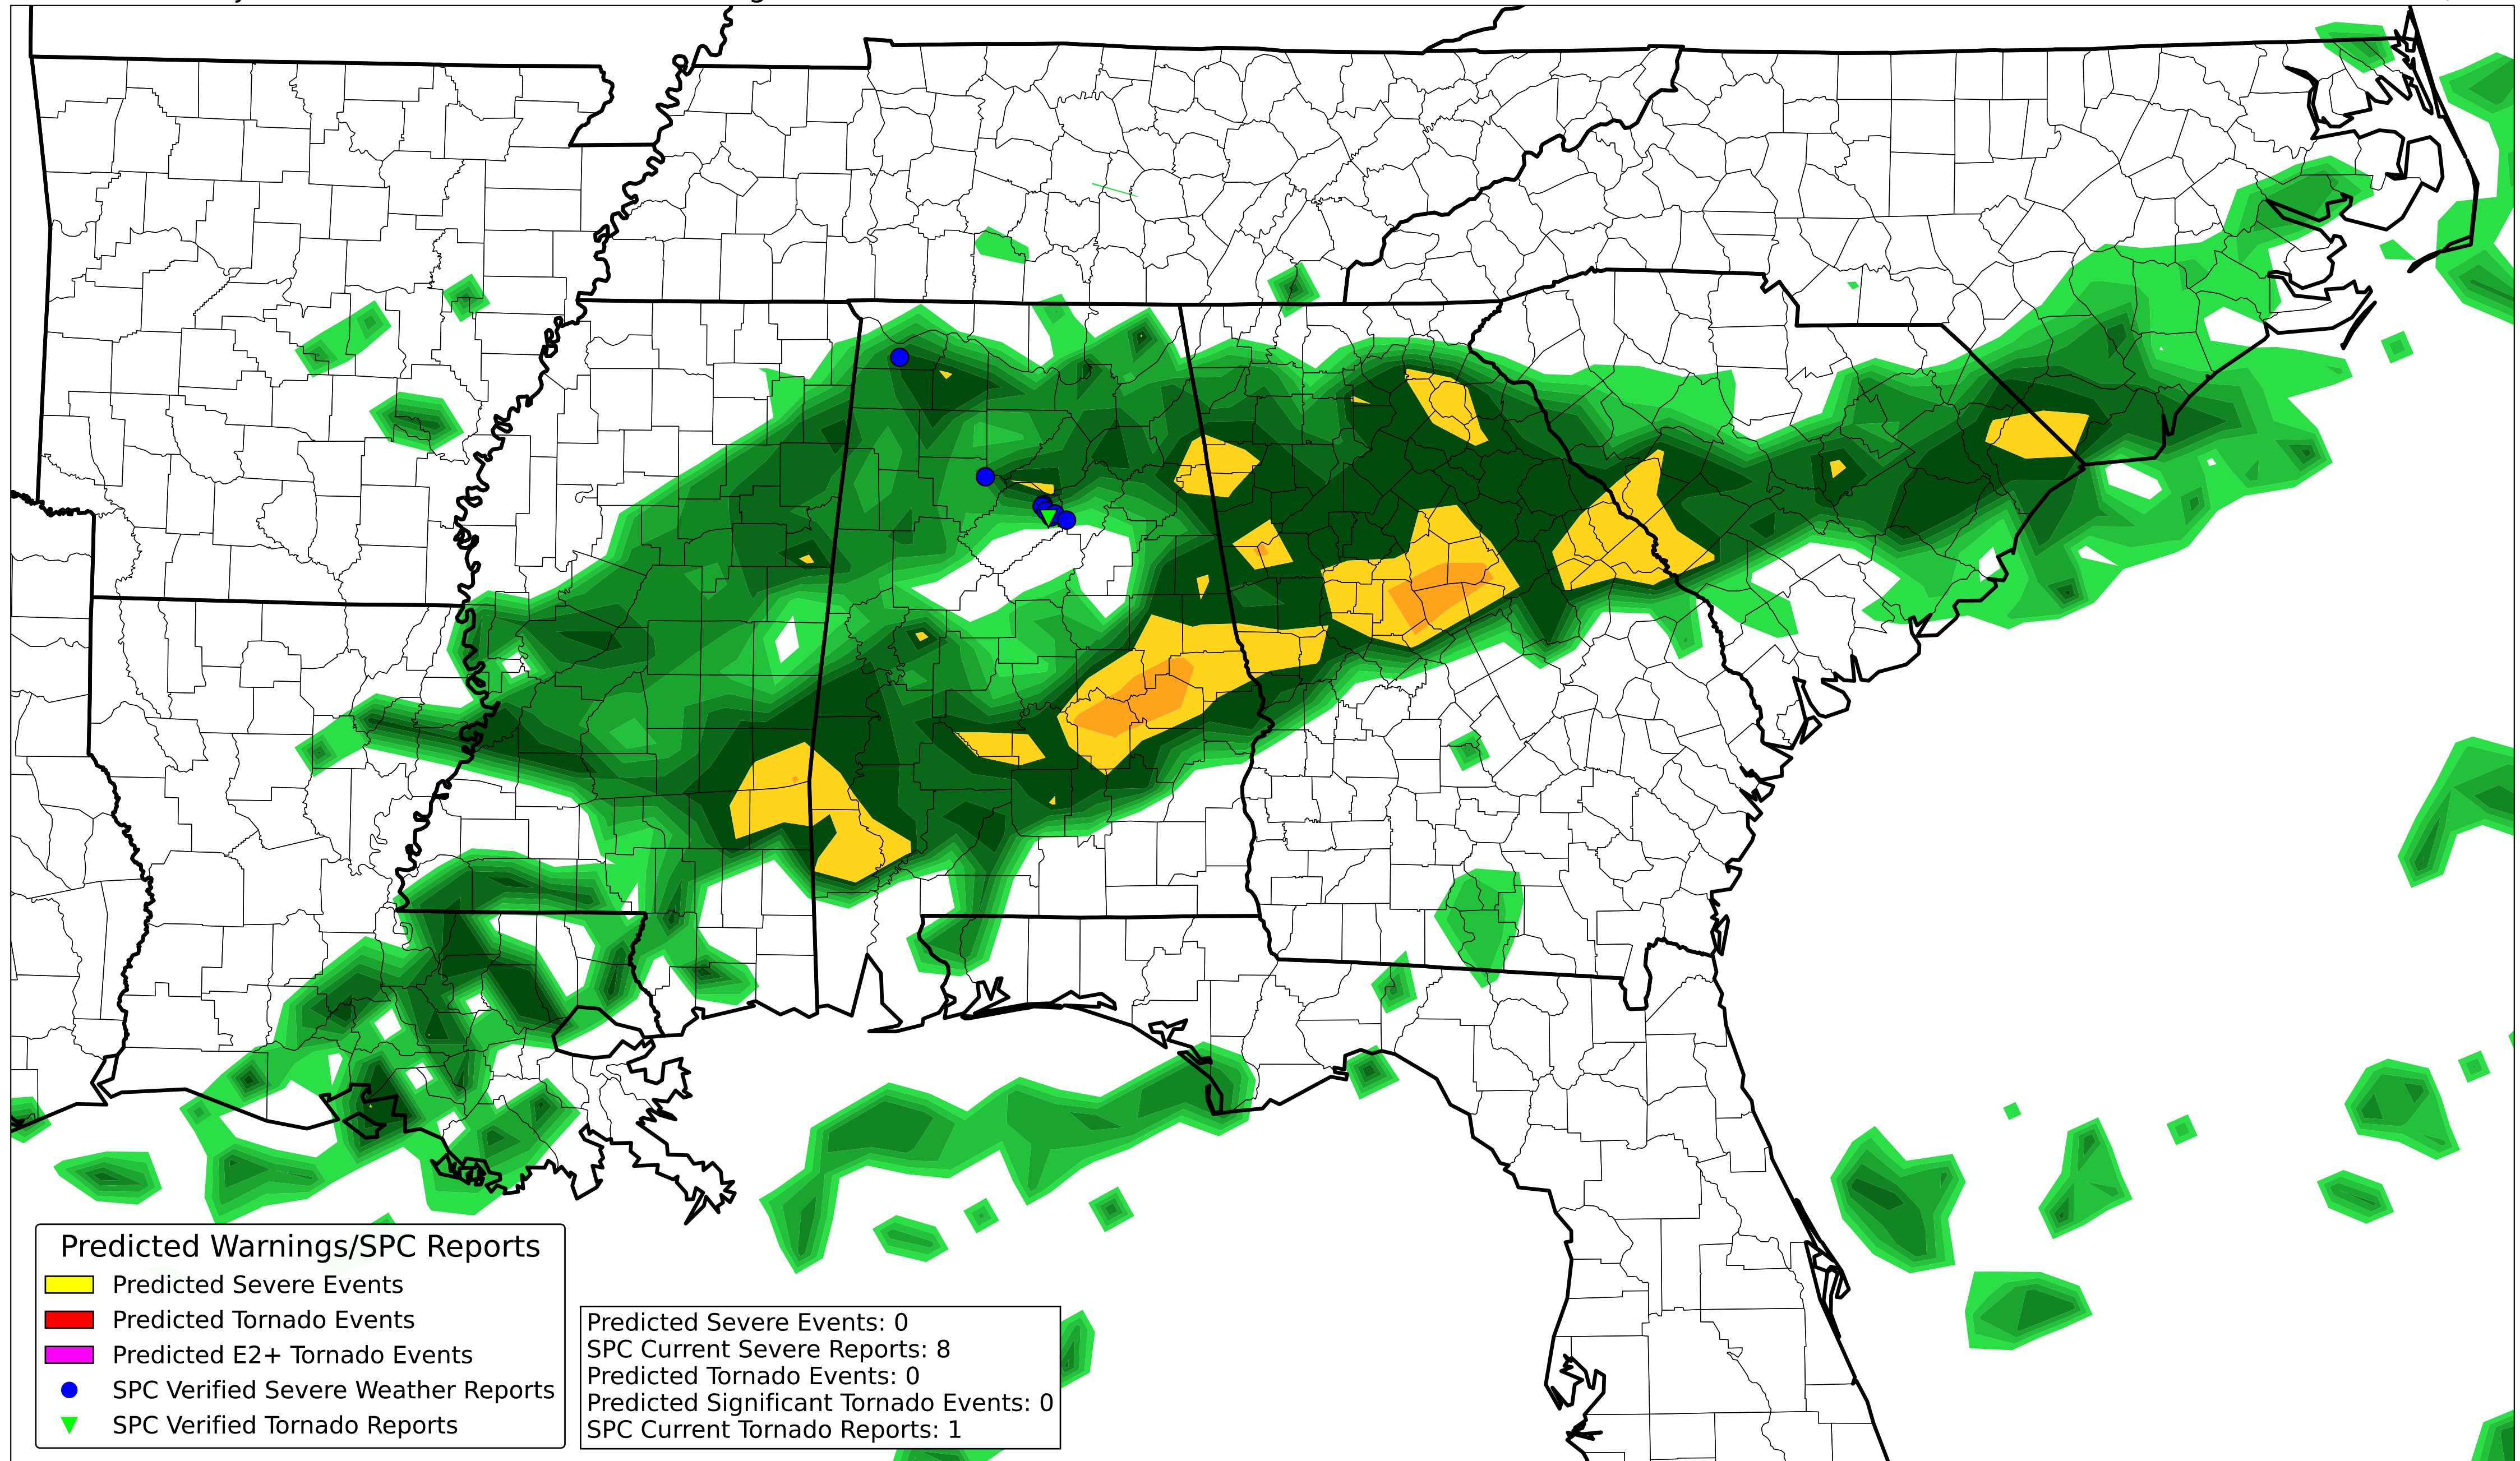 Predicted Warnings/SPC Reports
Predicted Severe Events
Predicted Tornado Events
Predicted E2+ Tornado Events
SPC Verified Severe Weather Reports
SPC Verified Tornado Reports
Predicted Severe Events: 0
SPC Current Severe Reports: 8
Predicted Tornado Events: 0
Predicted Significant Tornado Events: 0
SPC Current Tornado Reports: 1